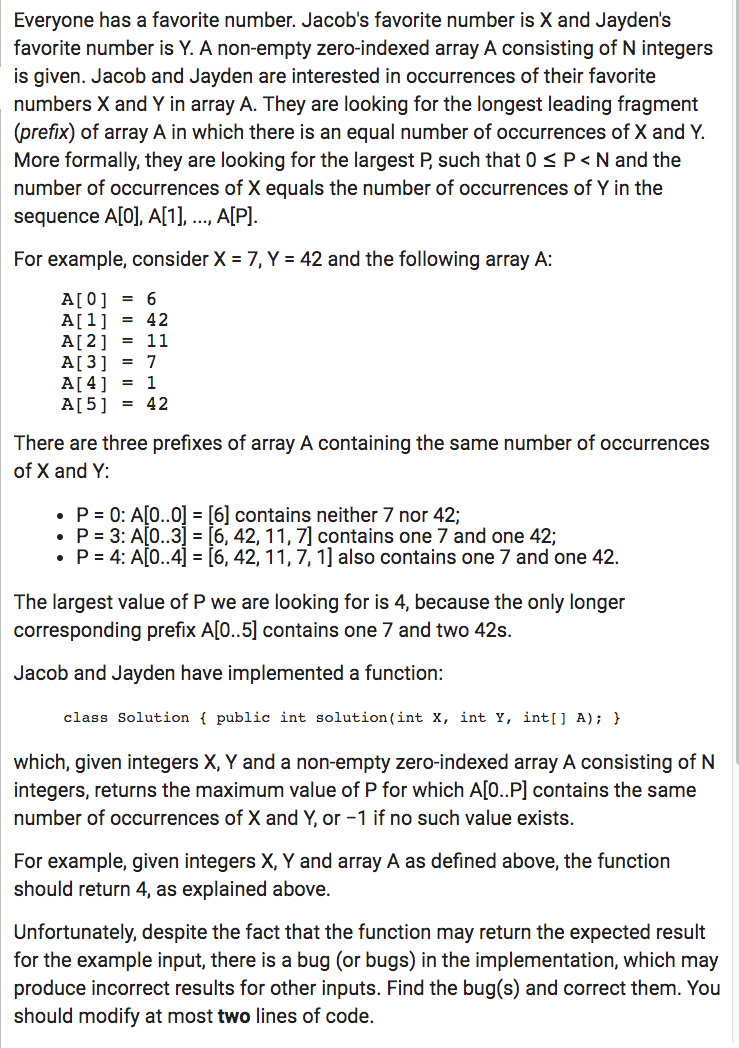 Everyone has a favorite number. Jacob's favorite number is X and Jayden's
favorite number is Y. A non-empty zero-indexed array A consisting of N integers
is given. Jacob and Jayden are interested in occurrences of their favorite
numbers X and Y in array A. They are looking for the longest leading fragment
(prefix) of array A in which there is an equal number of occurrences of X and Y.
More formally, they are looking for the largest P, such that 0 ≤ P < N and the
number of occurrences of X equals the number of occurrences of Y in the
sequence A[0], A[1], ..., A[P].
For example, consider X = 7, Y = 42 and the following array A:
A[0] = 6
A[1] = 42
A[2] = 11
A[3] = 7
A[4] = 1
A[5] = 42
There are three prefixes of array A containing the same number of occurrences
of X and Y:
• P = 0: A[0..0] = [6] contains neither 7 nor 42;
• P = 3: A[0..3] = [6, 42, 11, 7] contains one 7 and one 42;
• P = 4: A[0..4] = [6, 42, 11, 7, 1] also contains one 7 and one 42.
The largest value of P we are looking for is 4, because the only longer
corresponding prefix A[0..5] contains one 7 and two 42s.
Jacob and Jayden have implemented a function:
class Solution { public int solution(int X, int Y, int[] A); }
which, given integers X, Y and a non-empty zero-indexed array A consisting of N
integers, returns the maximum value of P for which A[0..P] contains the same
number of occurrences of X and Y, or −1 if no such value exists.
For example, given integers X, Y and array A as defined above, the function
should return 4, as explained above.
Unfortunately, despite the fact that the function may return the expected result
for the example input, there is a bug (or bugs) in the implementation, which may
produce incorrect results for other inputs. Find the bug(s) and correct them. You
should modify at most two lines of code.